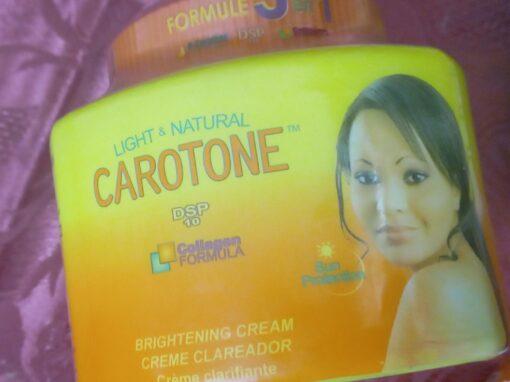 FORMULE
DSP
LIGHT & NATURAL
CAROTONE™
DSP
10
Collagen
FORMULA
Sun
Protection
BRIGHTENING CREAM
CREME CLAREADOR
Crème clarifiante